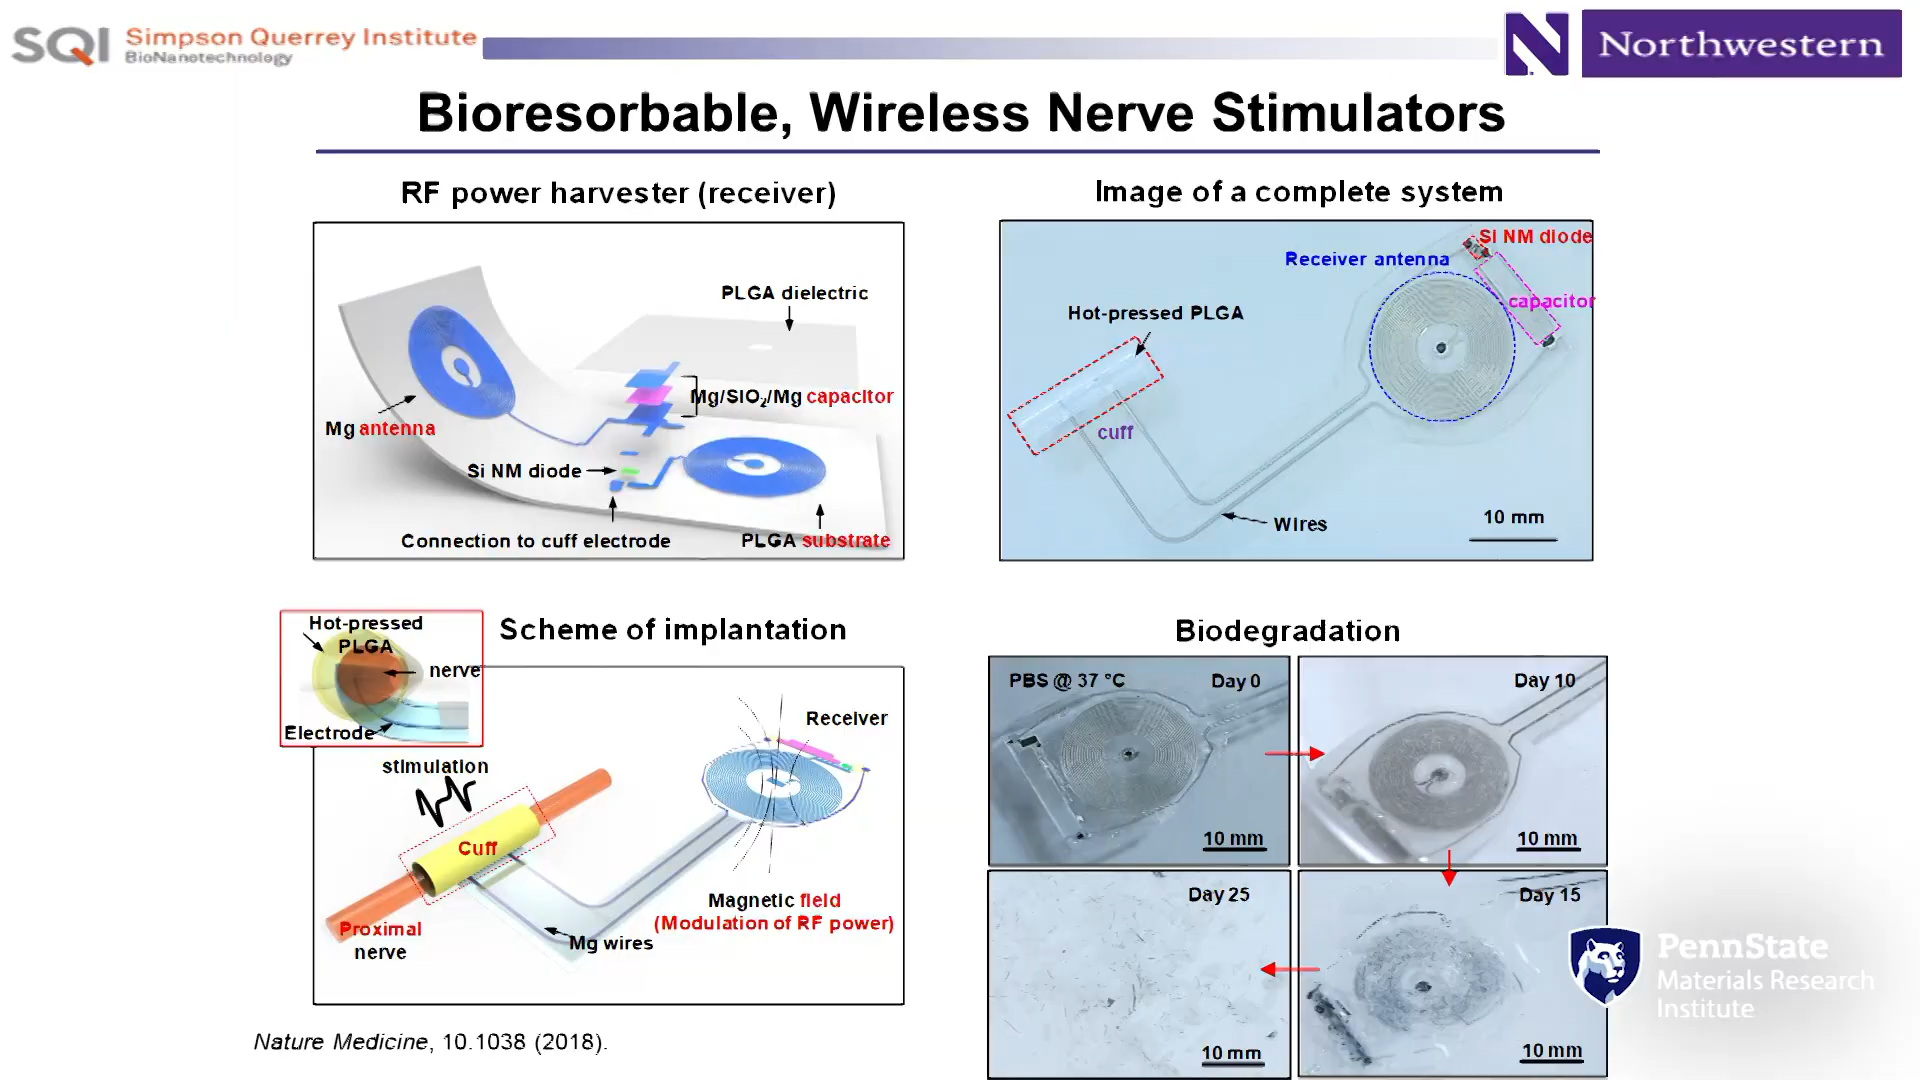 SQI Simpson Querrey Institute
BioNanotechnology
N Northwestern
Bioresorbable, Wireless Nerve Stimulators
RF power harvester (receiver)
PLGA dielectric
Mg/SiO2/Mg capacitor
Mg antenna
Si NM diode
Connection to cuff electrode
PLGA substrate
Image of a complete system
Si NM diode
Receiver antenna
capacitor
Hot-pressed PLGA
cuff
Wires
10 mm
Scheme of implantation
Hot-pressed
PLGA
nerve
Electrode
stimulation
Receiver
Cuff
Magnetic field
(Modulation of RF power)
Proximal
nerve
Mg wires
Biodegradation
PBS @ 37 °C
Day 0
10 mm
Day 10
10 mm
Day 25
10 mm
Day 15
10 mm
PennState
Materials Research
Institute
Nature Medicine, 10.1038 (2018).